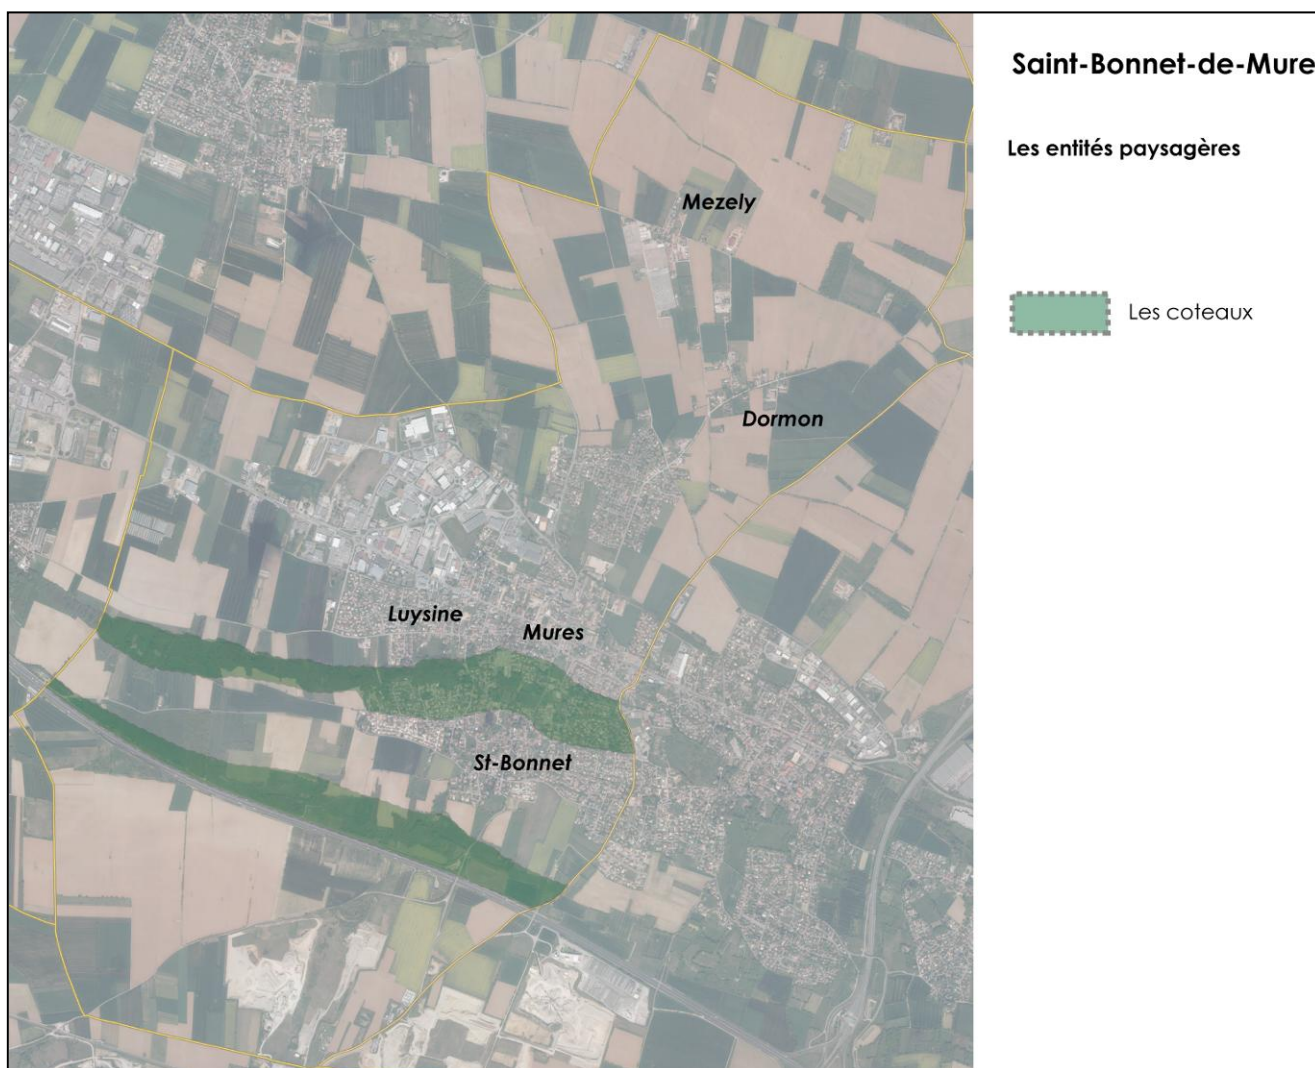 Saint-Bonnet-de-Mure
Les entités paysagères
Mezely
Les coteaux
Dormon
Luysine
Mures
St-Bonnet